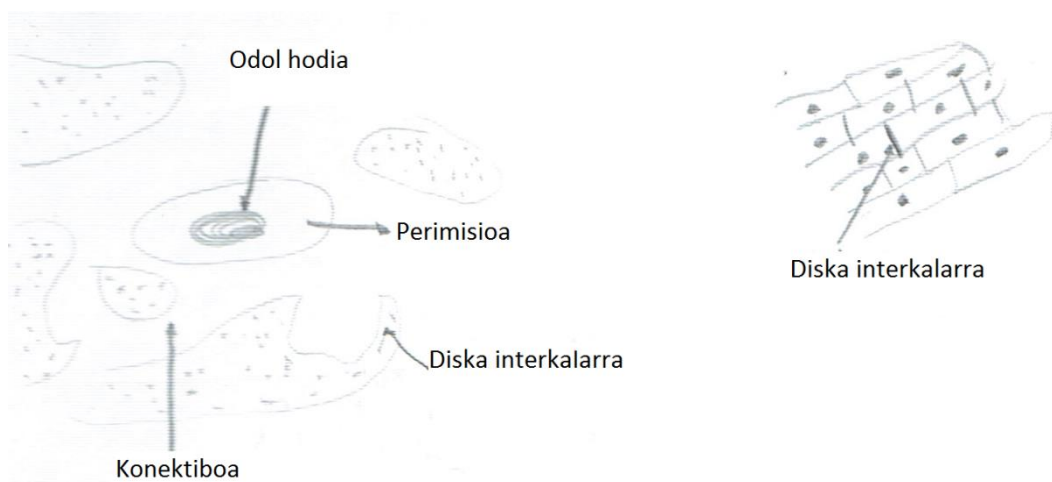 Odol hodia
Perimisioa
Diska interkalarra
Diska interkalarra
Konektiboa